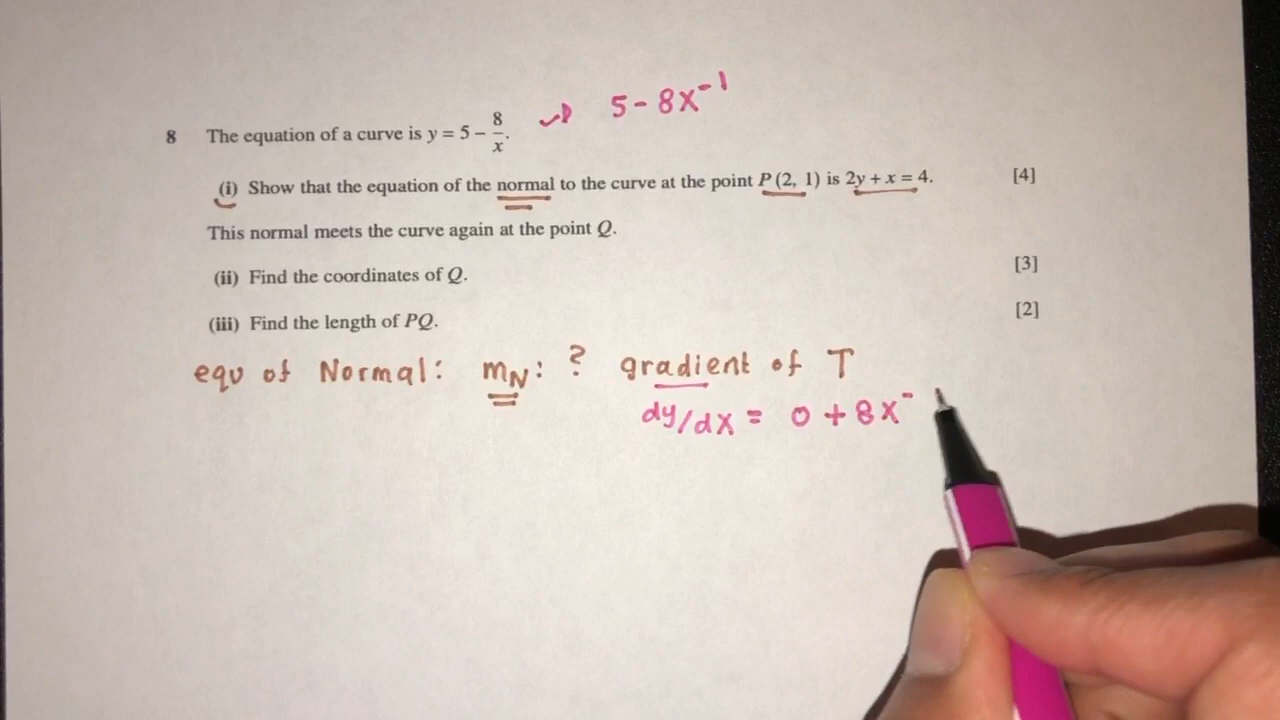 5 - 8x⁻¹
8 The equation of a curve is y = 5 − 8/x.
(i) Show that the equation of the normal to the curve at the point P (2, 1) is 2y + x = 4. [4]
This normal meets the curve again at the point Q.
(ii) Find the coordinates of Q. [3]
(iii) Find the length of PQ. [2]
equ of Normal: mN: ? gradient of T
dy/dx = 0 + 8x⁻